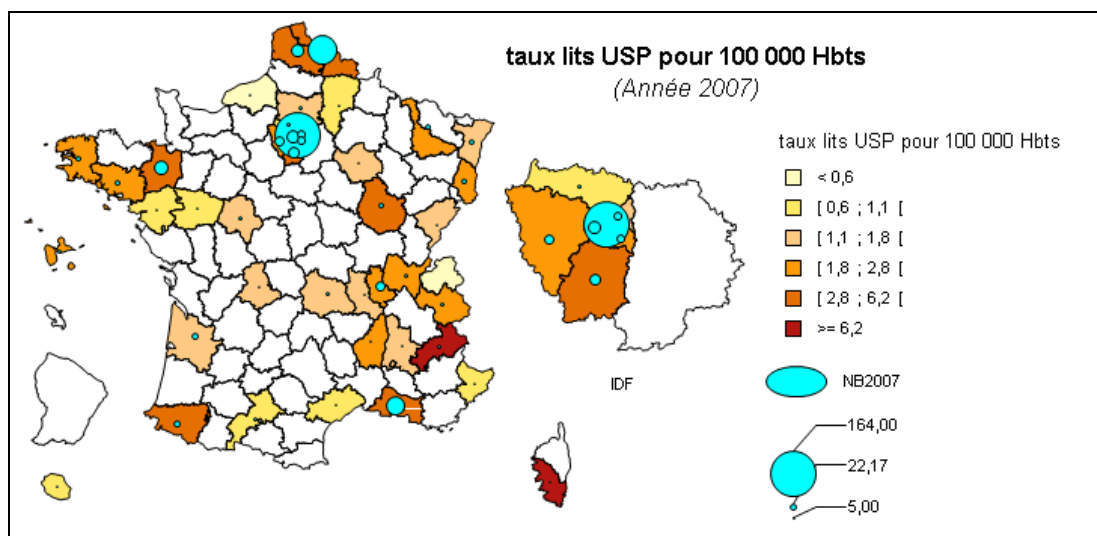 taux lits USP pour 100 000 Hbts
(Année 2007)
taux lits USP pour 100 000 Hbts
< 0,6
[ 0,6 ; 1,1 [
[ 1,1 ; 1,8 [
[ 1,8 ; 2,8 [
[ 2,8 ; 6,2 [
>= 6,2
IDF
NB2007
164,00
22,17
5,00